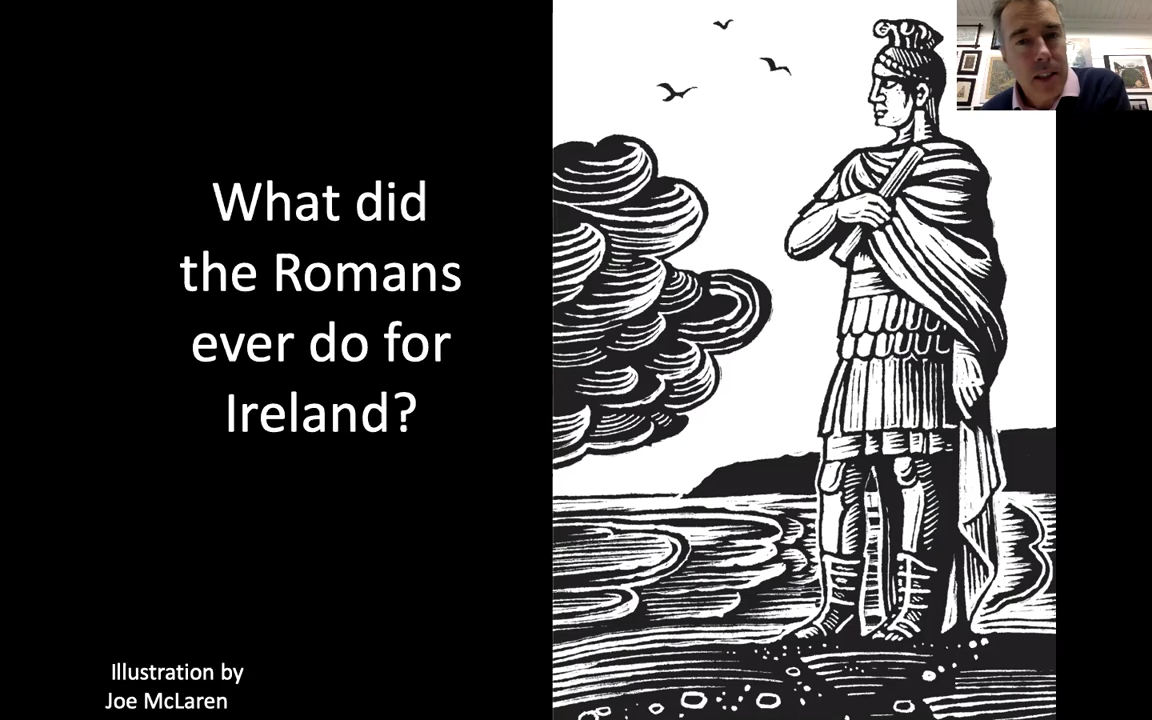 What did
the Romans
ever do for
Ireland?
Illustration by
Joe McLaren